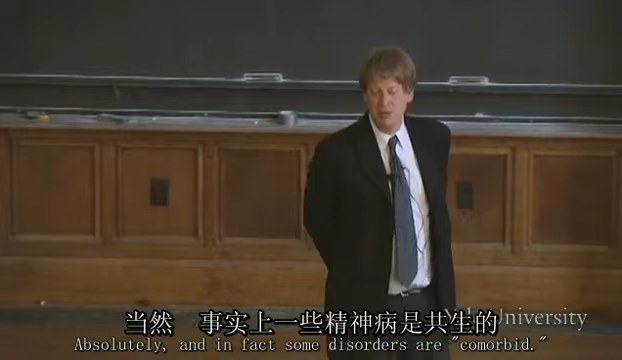 University
当然 事实上一些精神病是共生的
Absolutely, and in fact some disorders are "comorbid."